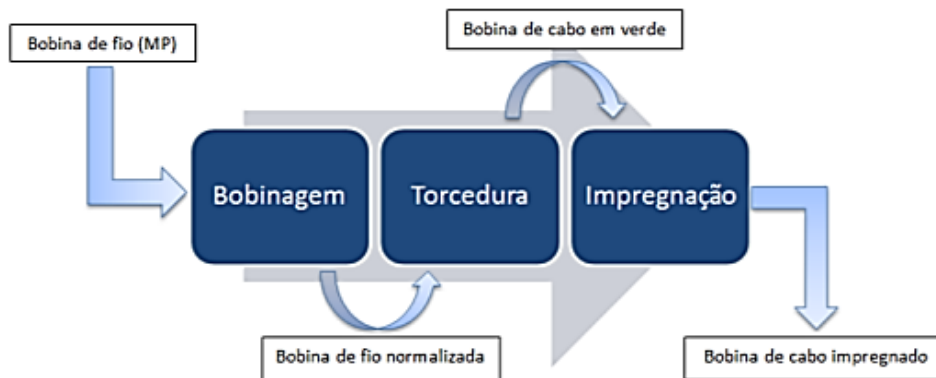 Bobina de cabo em verde
Bobina de fio (MP)
Bobinagem
Torcedura
Impregnação
Bobina de fio normalizada
Bobina de cabo impregnado